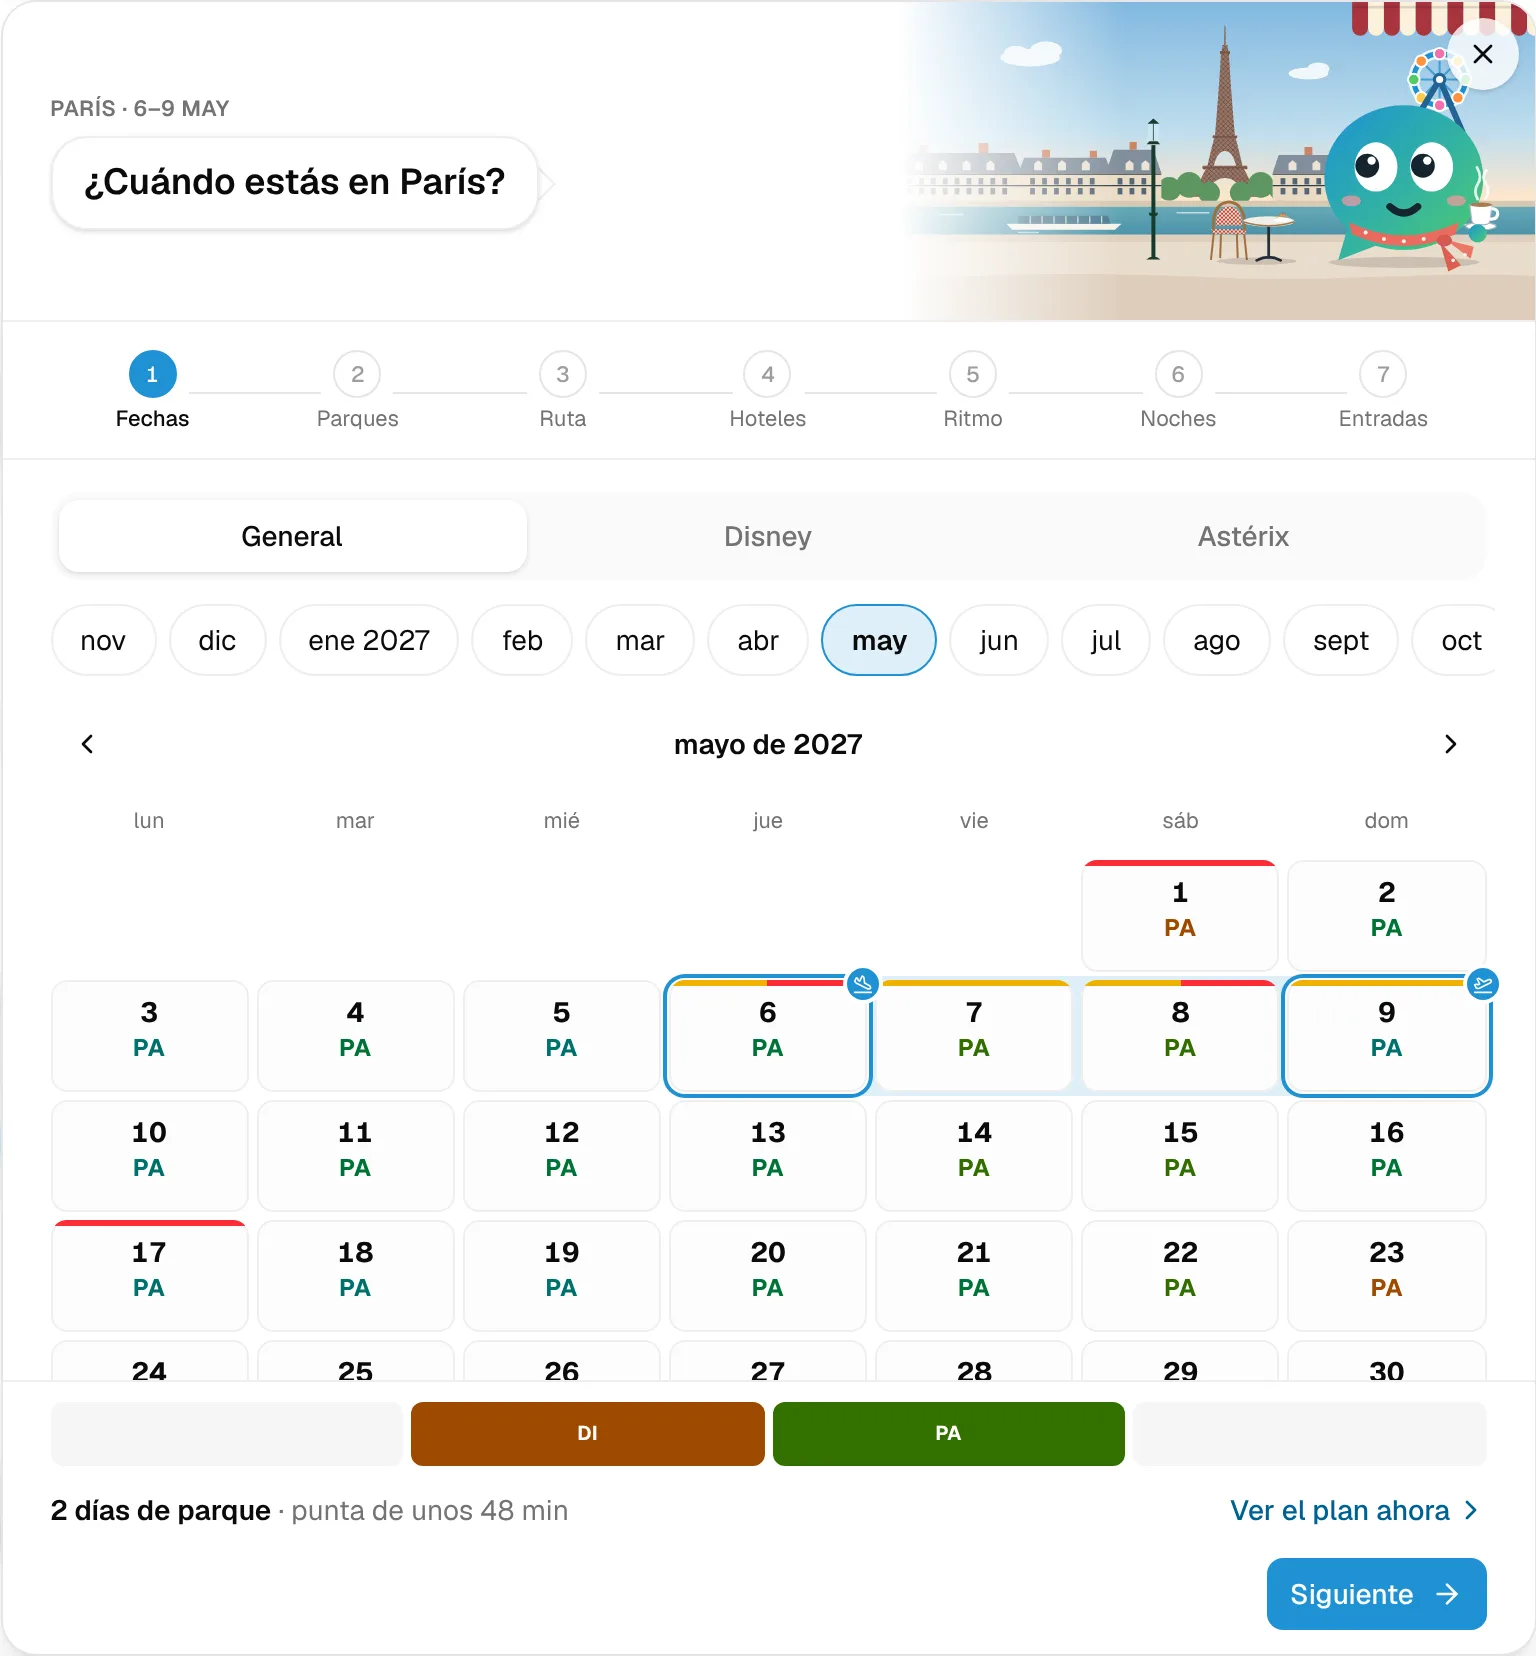 PARÍS · 6–9 MAY
¿Cuándo estás en París?
1 2 3 4 5 6 7
Fechas Parques Ruta Hoteles Ritmo Noches Entradas
General Disney Astérix
nov dic ene 2027 feb mar abr may jun jul ago sept oct
mayo de 2027
lun mar mié jue vie sáb dom
1 2
PA PA
3 4 5 6 7 8 9
PA PA PA PA PA PA PA
10 11 12 13 14 15 16
PA PA PA PA PA PA PA
17 18 19 20 21 22 23
PA PA PA PA PA PA PA
24 25 26 27 28 29 30
DI PA
2 días de parque · punta de unos 48 min
Ver el plan ahora
Siguiente